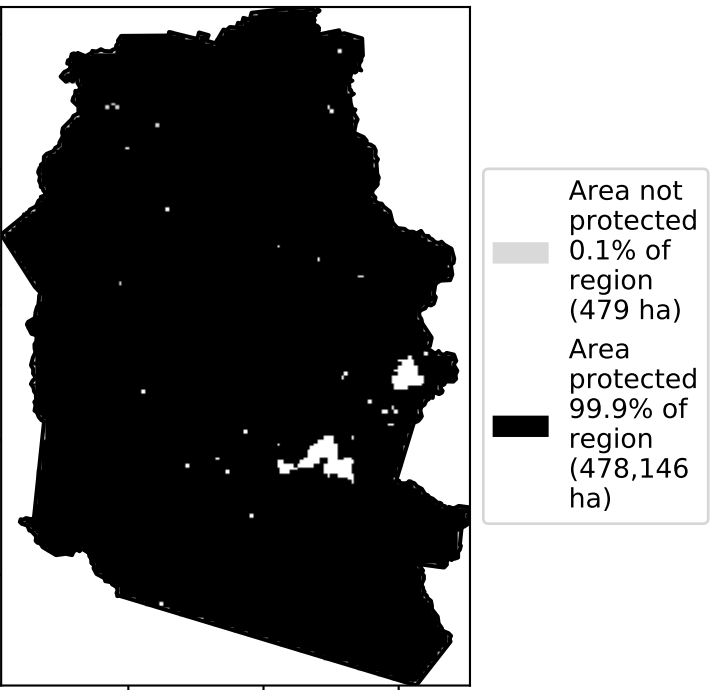 Area not
protected
0.1% of
region
(479 ha)
Area
protected
99.9% of
region
(478,146
ha)